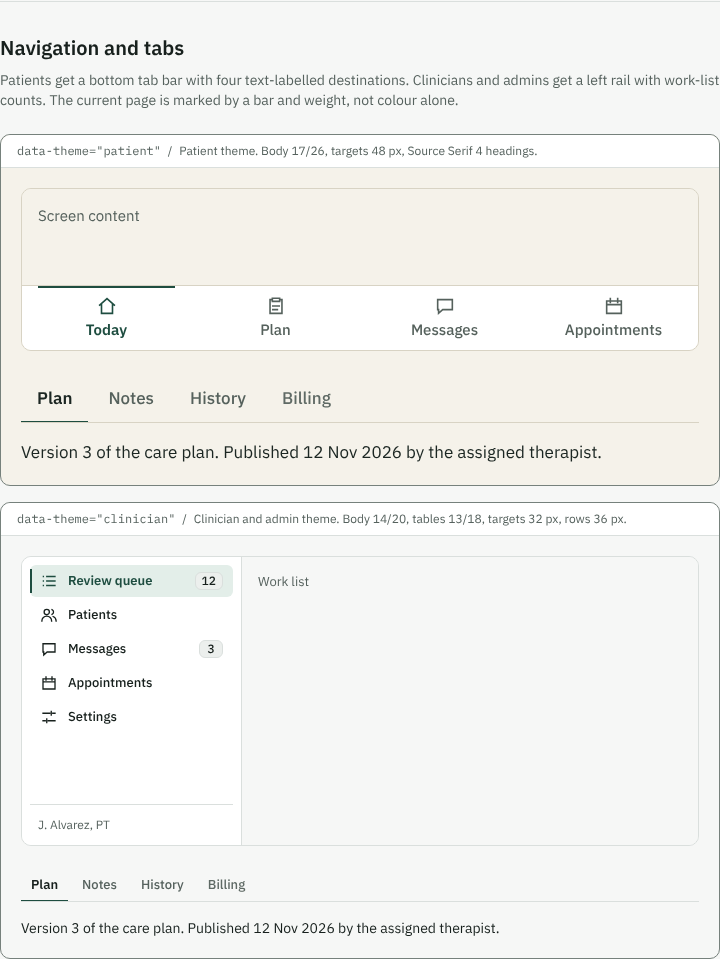 Navigation and tabs
Patients get a bottom tab bar with four text-labelled destinations. Clinicians and admins get a left rail with work-list
counts. The current page is marked by a bar and weight, not colour alone.
data-theme="patient" / Patient theme. Body 17/26, targets 48 px, Source Serif 4 headings.
Screen content
Today Plan Messages Appointments
Plan Notes History Billing
Version 3 of the care plan. Published 12 Nov 2026 by the assigned therapist.
data-theme="clinician" / Clinician and admin theme. Body 14/20, tables 13/18, targets 32 px, rows 36 px.
Review queue 12
Work list
Patients
Messages 3
Appointments
Settings
J. Alvarez, PT
Plan Notes History Billing
Version 3 of the care plan. Published 12 Nov 2026 by the assigned therapist.